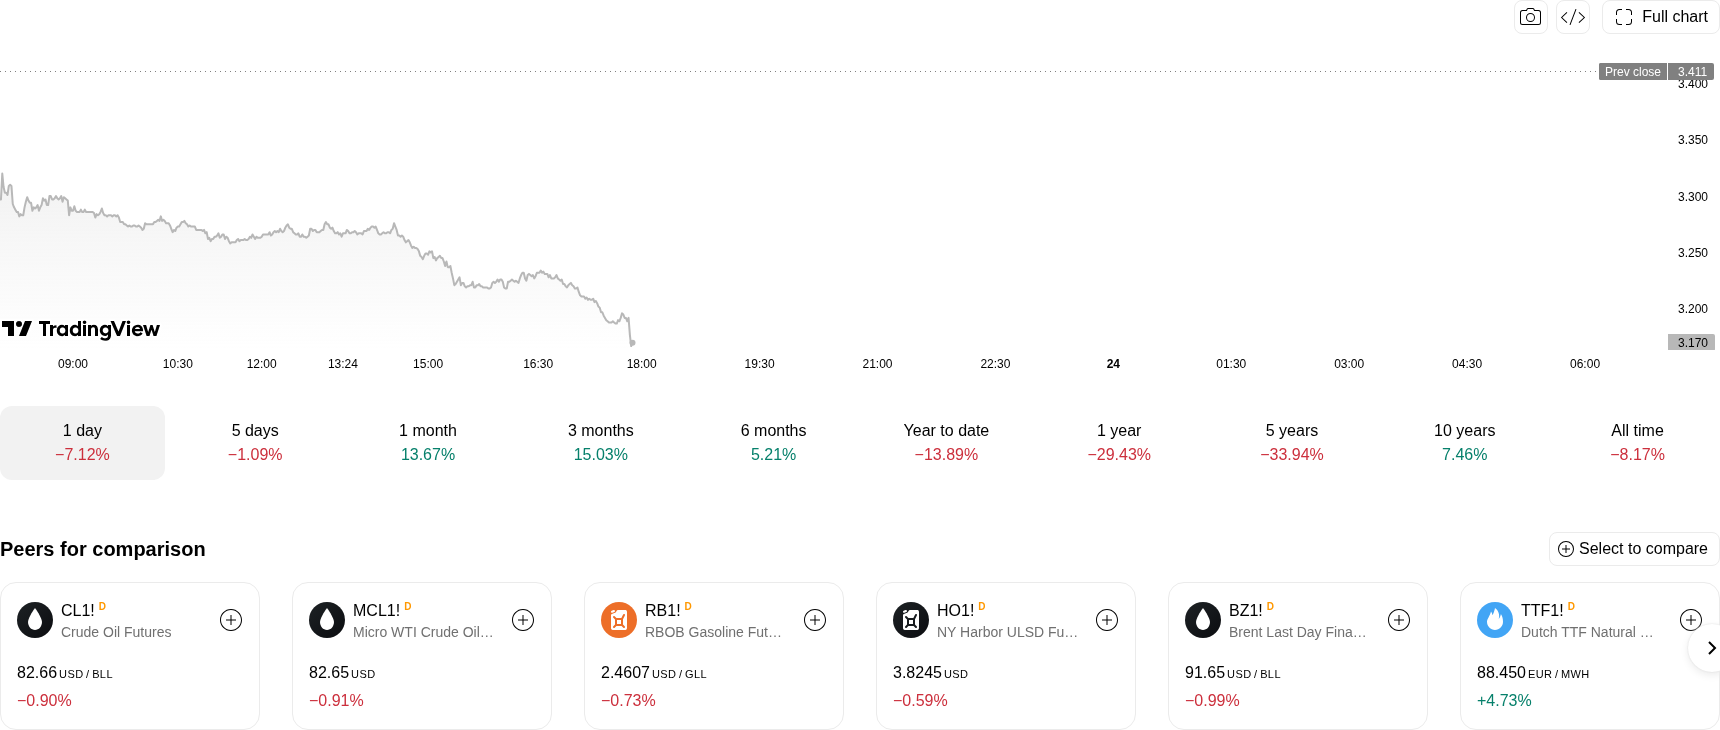 Full chart
Prev close 3.411
3.400
3.350
3.300
3.250
3.200
3.170
TradingView
09:00 10:30 12:00 13:24 15:00 16:30 18:00 19:30 21:00 22:30 24 01:30 03:00 04:30 06:00
1 day 5 days 1 month 3 months 6 months Year to date 1 year 5 years 10 years All time
−7.12% −1.09% 13.67% 15.03% 5.21% −13.89% −29.43% −33.94% 7.46% −8.17%
Peers for comparison
Select to compare
CL1! D
Crude Oil Futures
82.66 USD / BLL
−0.90%
MCL1! D
Micro WTI Crude Oil…
82.65 USD
−0.91%
RB1! D
RBOB Gasoline Fut…
2.4607 USD / GLL
−0.73%
HO1! D
NY Harbor ULSD Fu…
3.8245 USD
−0.59%
BZ1! D
Brent Last Day Fina…
91.65 USD / BLL
−0.99%
TTF1! D
Dutch TTF Natural …
88.450 EUR / MWH
+4.73%